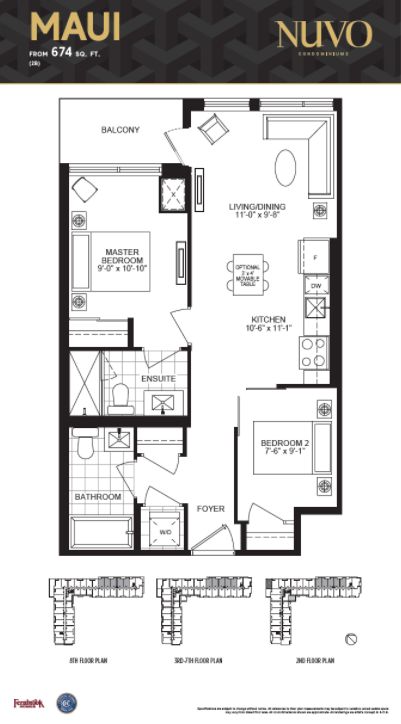 MAUI
FROM 674 SQ. FT.
(2B)
NUVO
CONDOMINIUMS
BALCONY
X
LIVING/DINING
11'-0" x 9'-8"
MASTER
BEDROOM
9'-0" x 10'-10"
F
OPTIONAL
2' x 4'
MOVABLE
TABLE
DW
KITCHEN
10'-6" x 11'-1"
ENSUITE
BEDROOM 2
7'-6" x 9'-1"
BATHROOM
FOYER
W/D
8TH FLOOR PLAN
3RD-7TH FLOOR PLAN
2ND FLOOR PLAN